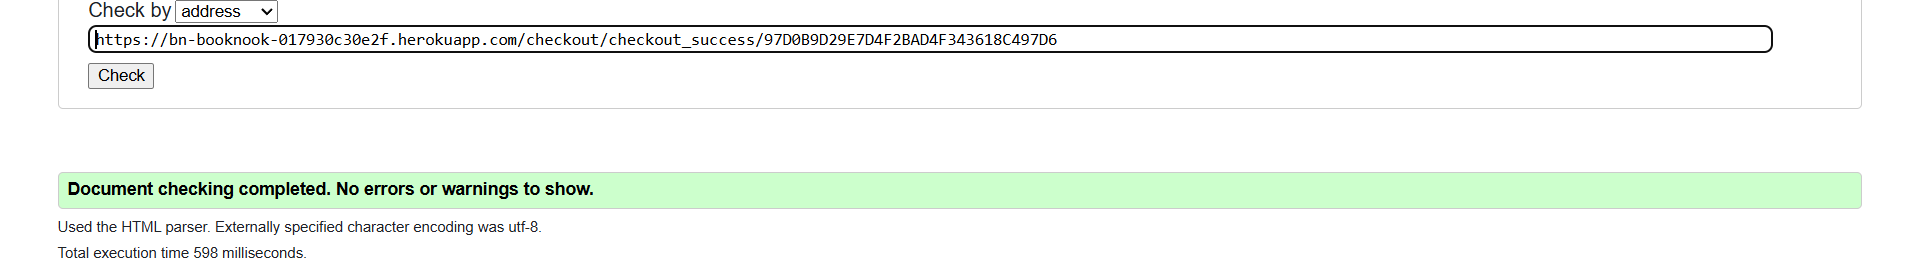 Check by address
https://bn-booknook-017930c30e2f.herokuapp.com/checkout/checkout_success/97D0B9D29E7D4F2BAD4F343618C497D6
Check
Document checking completed. No errors or warnings to show.
Used the HTML parser. Externally specified character encoding was utf-8.
Total execution time 598 milliseconds.